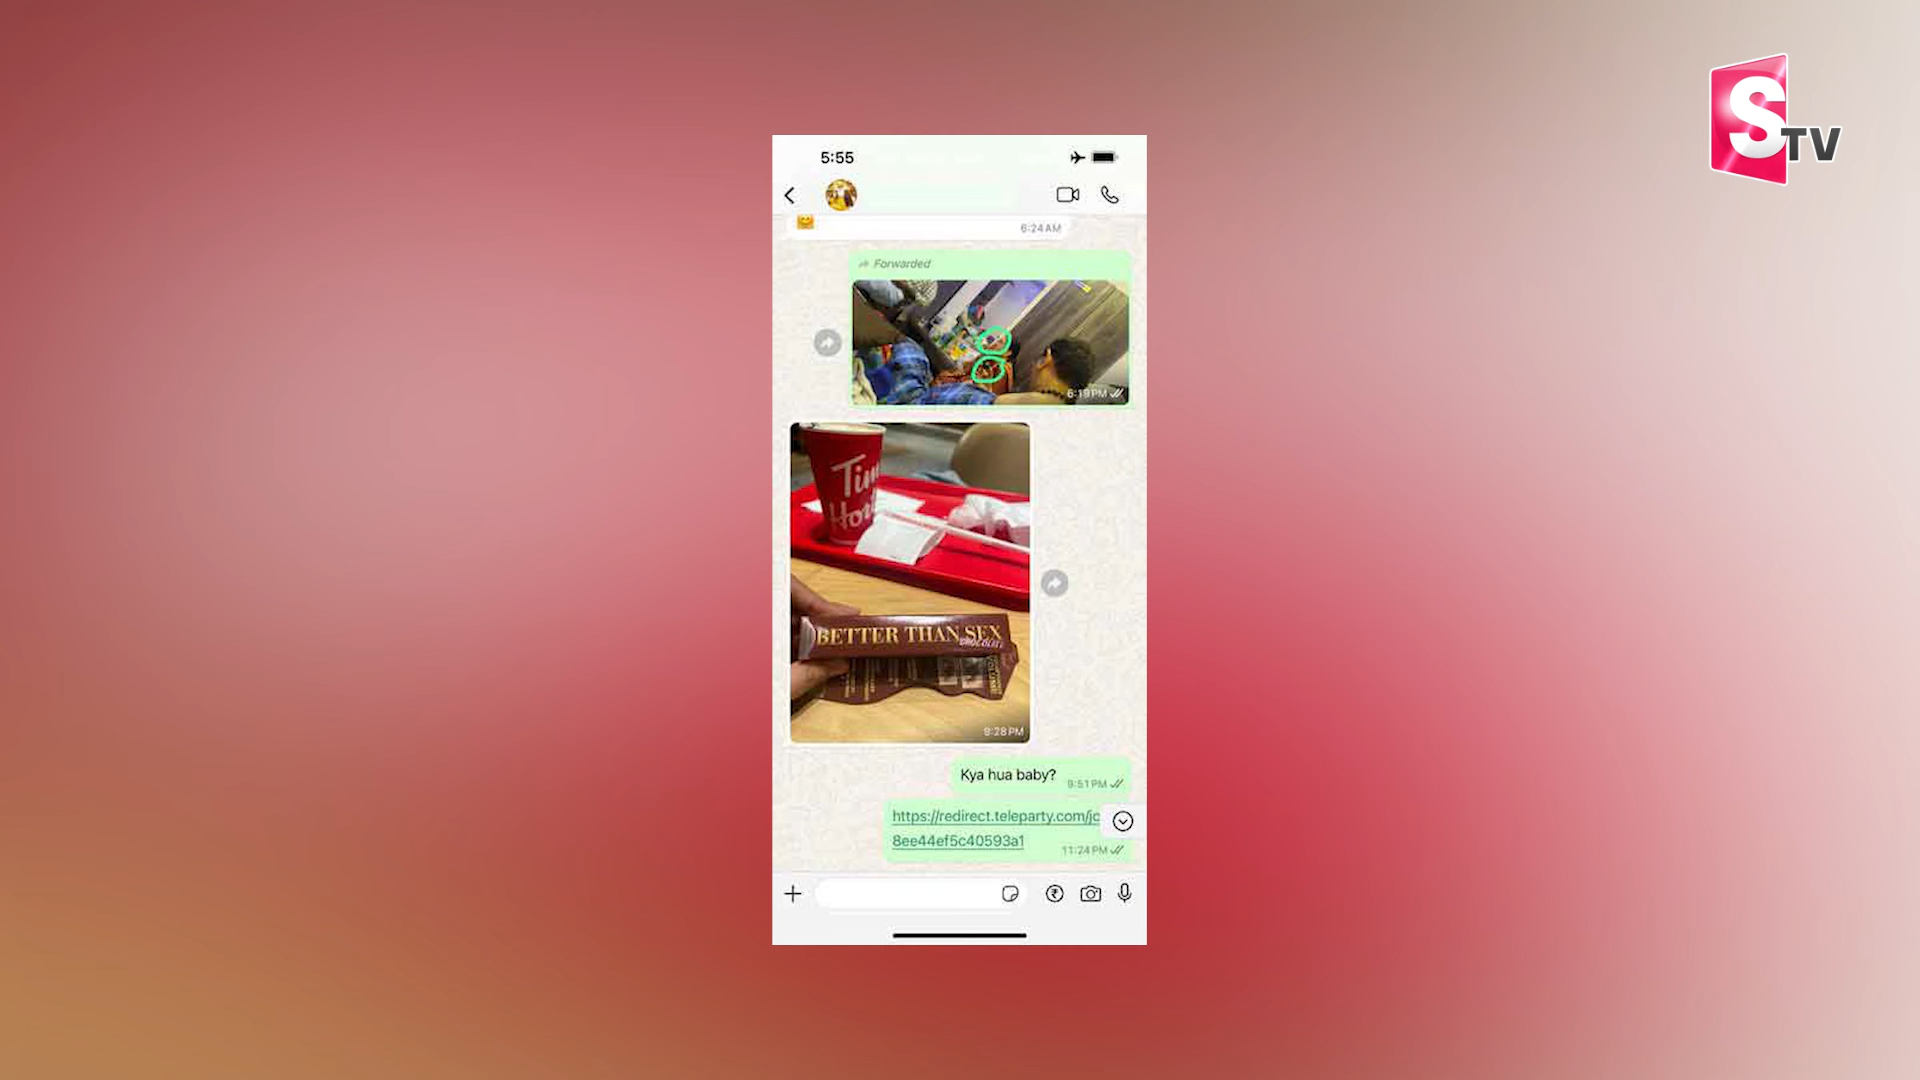 S TV
5:55
6:24 AM
Forwarded
6:19 PM
Tim
Hor
BETTER THAN SEX
CHOCOLATE
9:28 PM
Kya hua baby?
9:51 PM
https://redirect.teleparty.com/jc
8ee44ef5c40593a1
11:24 PM